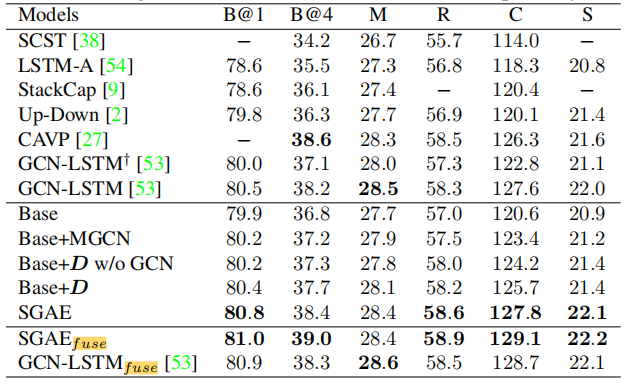 Models B@1 B@4 M R C S
SCST [38] − 34.2 26.7 55.7 114.0 −
LSTM-A [54] 78.6 35.5 27.3 56.8 118.3 20.8
StackCap [9] 78.6 36.1 27.4 − 120.4 −
Up-Down [2] 79.8 36.3 27.7 56.9 120.1 21.4
CAVP [27] − 38.6 28.3 58.5 126.3 21.6
GCN-LSTM† [53] 80.0 37.1 28.0 57.3 122.8 21.1
GCN-LSTM [53] 80.5 38.2 28.5 58.3 127.6 22.0
Base 79.9 36.8 27.7 57.0 120.6 20.9
Base+MGCN 80.2 37.2 27.9 57.5 123.4 21.2
Base+D w/o GCN 80.2 37.3 27.8 58.0 124.2 21.4
Base+D 80.4 37.7 28.1 58.2 125.7 21.4
SGAE 80.8 38.4 28.4 58.6 127.8 22.1
SGAEfuse 81.0 39.0 28.4 58.9 129.1 22.2
GCN-LSTMfuse [53] 80.9 38.3 28.6 58.5 128.7 22.1